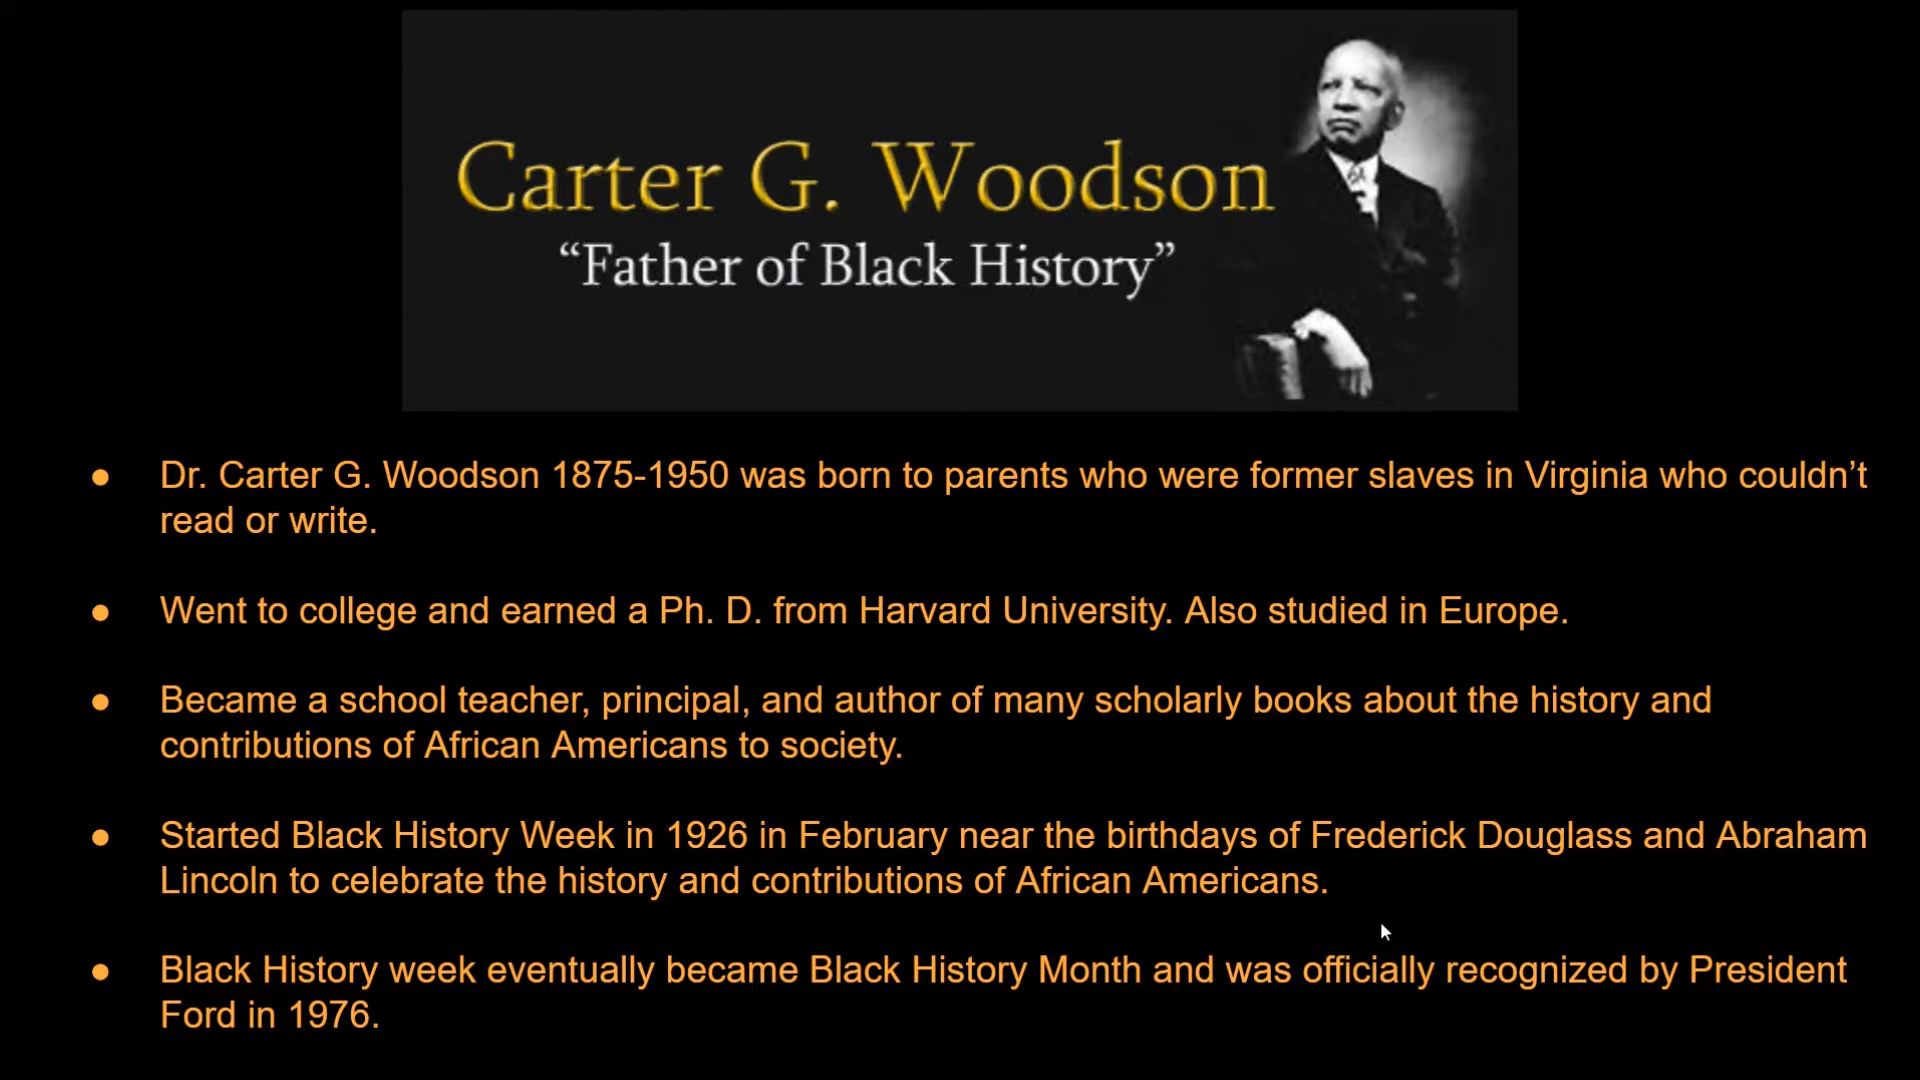 Carter G. Woodson
“Father of Black History”
● Dr. Carter G. Woodson 1875-1950 was born to parents who were former slaves in Virginia who couldn’t
read or write.
● Went to college and earned a Ph. D. from Harvard University. Also studied in Europe.
● Became a school teacher, principal, and author of many scholarly books about the history and
contributions of African Americans to society.
● Started Black History Week in 1926 in February near the birthdays of Frederick Douglass and Abraham
Lincoln to celebrate the history and contributions of African Americans.
● Black History week eventually became Black History Month and was officially recognized by President
Ford in 1976.